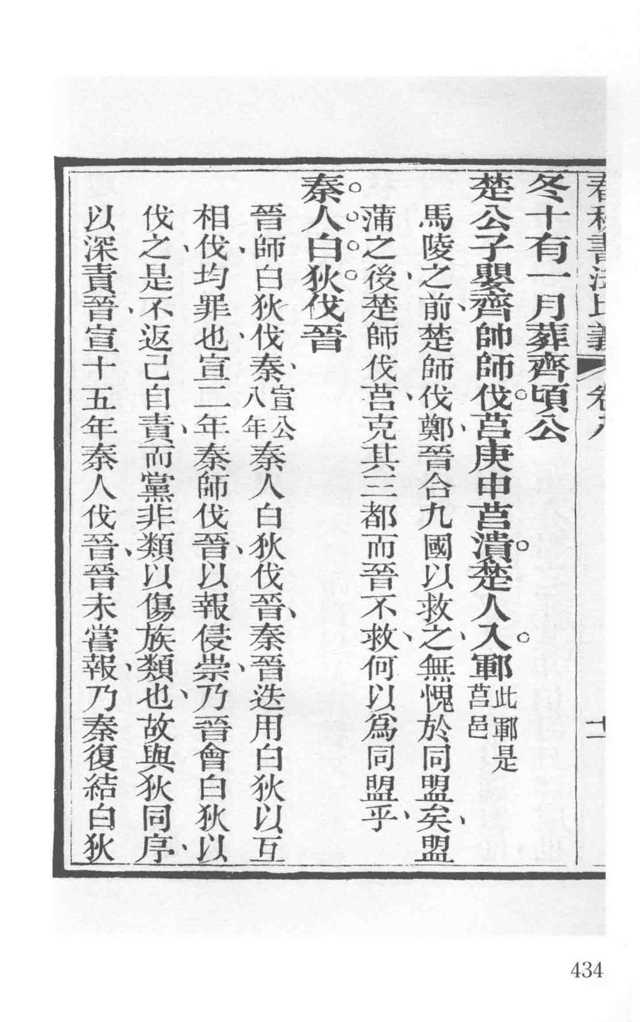 春秋書法比義 卷八 十一
冬十有一月葬齊頃公
楚公子嬰齊帥師伐莒庚申莒潰楚人入鄆此鄆是莒邑
馬陵之前楚師伐鄭晉合九國以救之無愧於同盟矣盟
蒲之後楚師伐莒克其三都而晉不救何以爲同盟乎
秦人白狄伐晉
晉師白狄伐秦宣公八年秦人白狄伐晉秦晉迭用白狄以互
相伐均罪也宣二年秦師伐晉以報侵崇乃晉會白狄以
伐之是不返己自責而黨非類以傷族類也故與狄同序
以深責晉宣十五年秦人伐晉晉未嘗報乃秦復結白狄
434